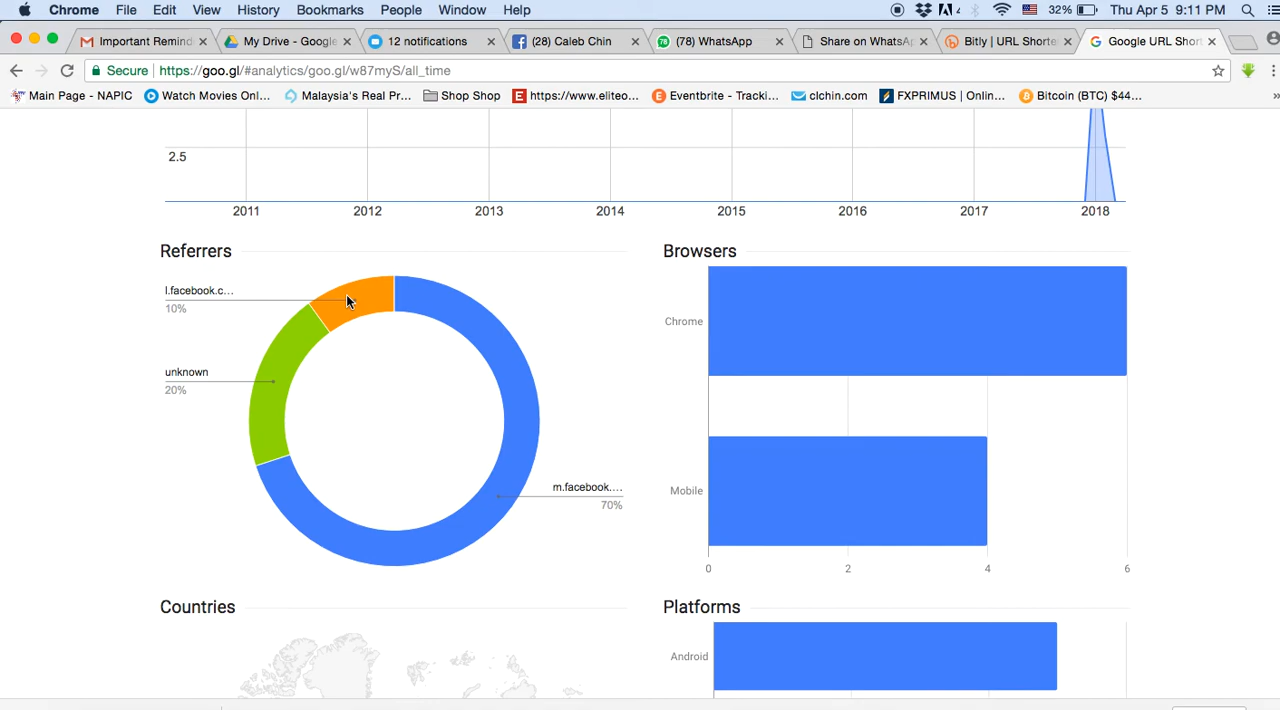 Chrome File Edit View History Bookmarks People Window Help 4 32% Thu Apr 5 9:11 PM
Important Remind My Drive - Google 12 notifications (28) Caleb Chin (78) WhatsApp Share on WhatsA Bitly | URL Shorte Google URL Short
Secure https://goo.gl/#analytics/goo.gl/w87myS/all_time
Main Page - NAPIC Watch Movies Onl... Malaysia's Real Pr... Shop Shop https://www.eliteo... Eventbrite - Tracki... clchin.com FXPRIMUS | Onlin... Bitcoin (BTC) $44... »
2.5
2011 2012 2013 2014 2015 2016 2017 2018
Referrers
l.facebook.c...
10%
unknown
20%
m.facebook....
70%
Browsers
Chrome
Mobile
0 2 4 6
Countries
Platforms
Android